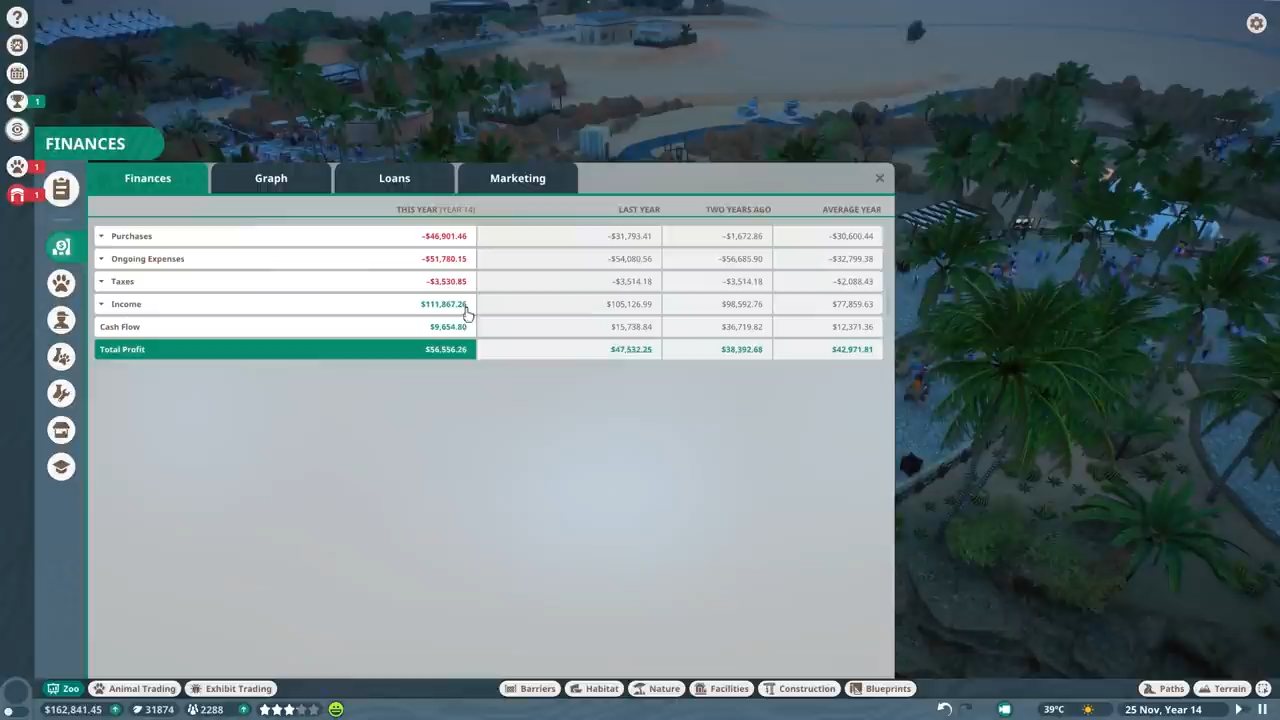 ?
1
FINANCES
1
1
Finances Graph Loans Marketing ×
THIS YEAR (YEAR 14) LAST YEAR TWO YEARS AGO AVERAGE YEAR
Purchases -$46,901.46 -$31,793.41 -$1,672.86 -$30,600.44
Ongoing Expenses -$51,780.15 -$54,080.56 -$56,685.90 -$32,799.38
Taxes -$3,530.85 -$3,514.18 -$3,514.18 -$2,088.43
Income $111,867.26 $105,126.99 $98,592.76 $77,859.63
Cash Flow $9,654.80 $15,738.84 $36,719.82 $12,371.36
Total Profit $56,556.26 $47,532.25 $38,392.68 $42,971.81
Zoo Animal Trading Exhibit Trading Barriers Habitat Nature Facilities Construction Blueprints Paths Terrain
$162,841.45 31874 2288 39°C 25 Nov, Year 14